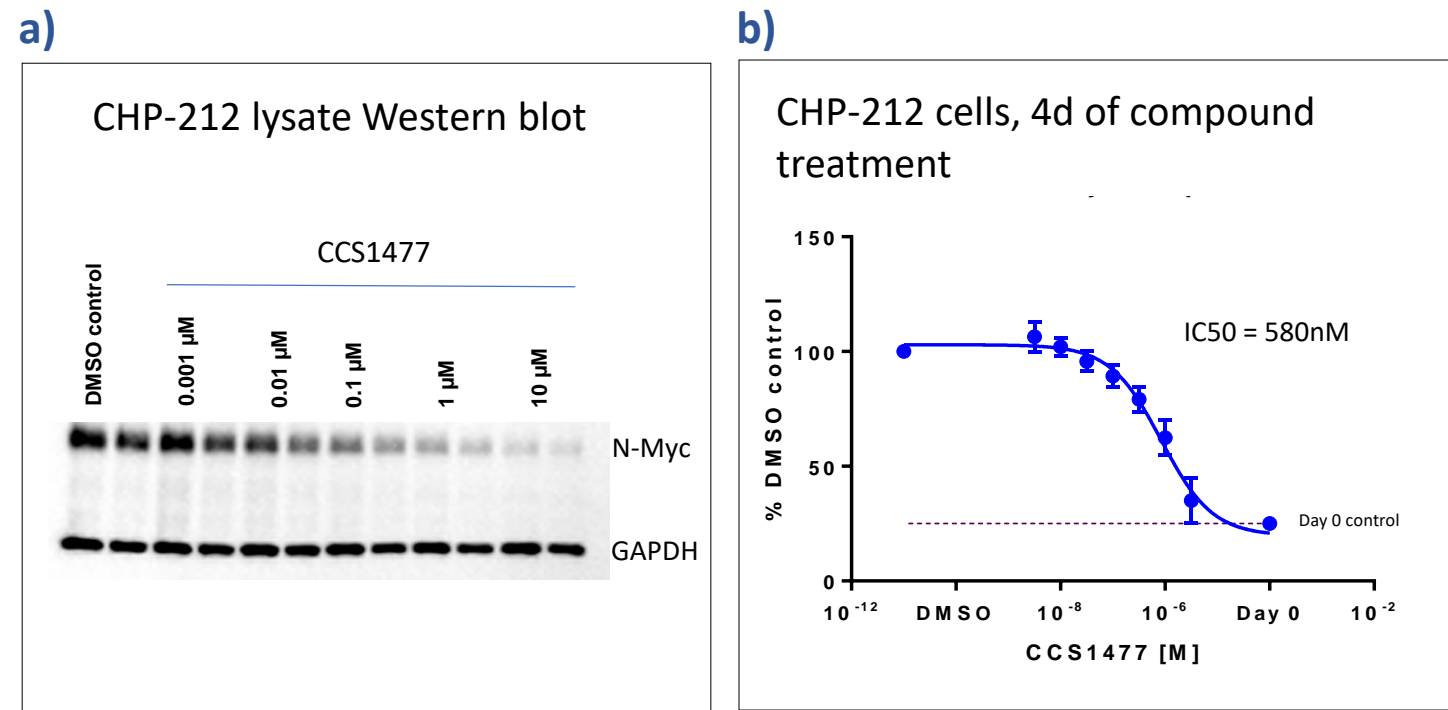 a)
CHP-212 lysate Western blot
CCS1477
DMSO control
0.001 µM
0.01 µM
0.1 µM
1 µM
10 µM
N-Myc
GAPDH
b)
CHP-212 cells, 4d of compound
treatment
150
100
50
0
% DMSO control
IC50 = 580nM
Day 0 control
10-12 DMSO 10-8 10-6 Day 0 10-2
CCS1477 [M]